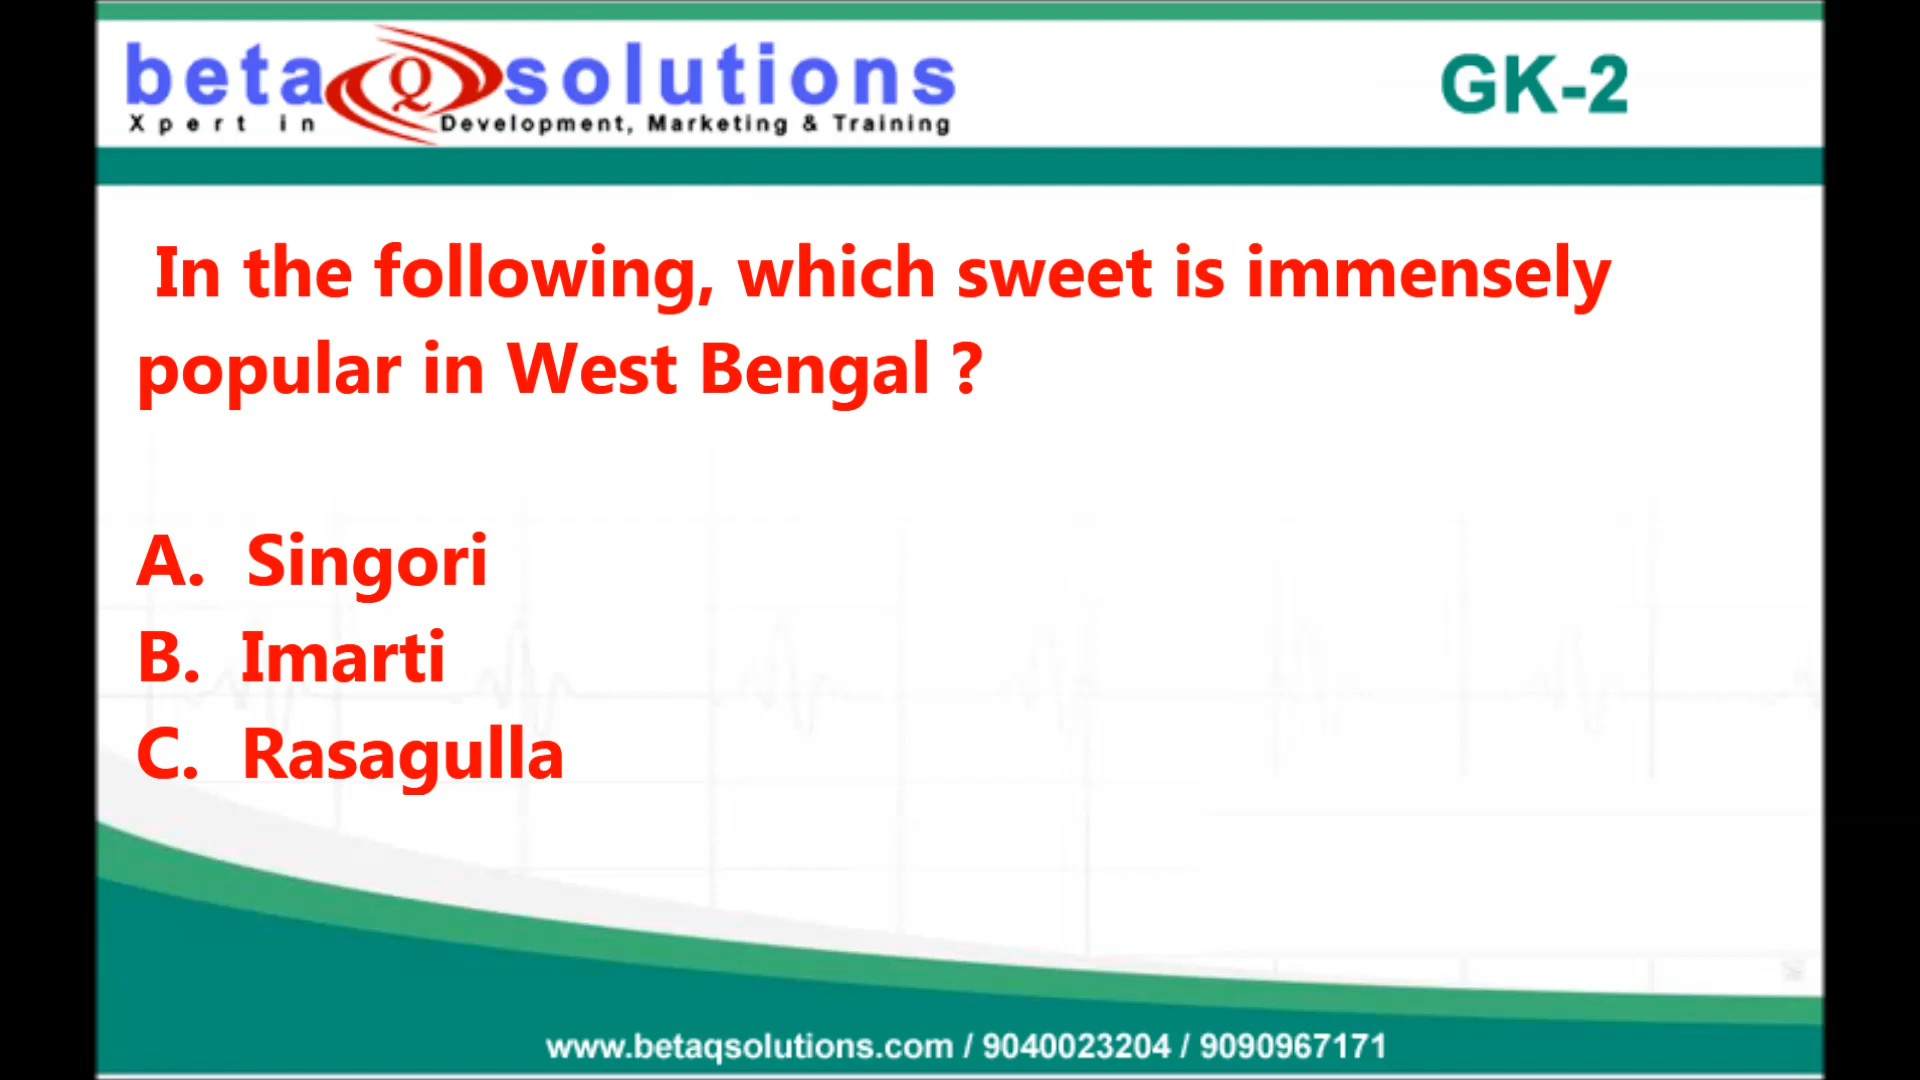 beta Q solutions
Xpert in Development, Marketing & Training
GK-2
In the following, which sweet is immensely
popular in West Bengal ?
A. Singori
B. Imarti
C. Rasagulla
www.betaqsolutions.com / 9040023204 / 9090967171